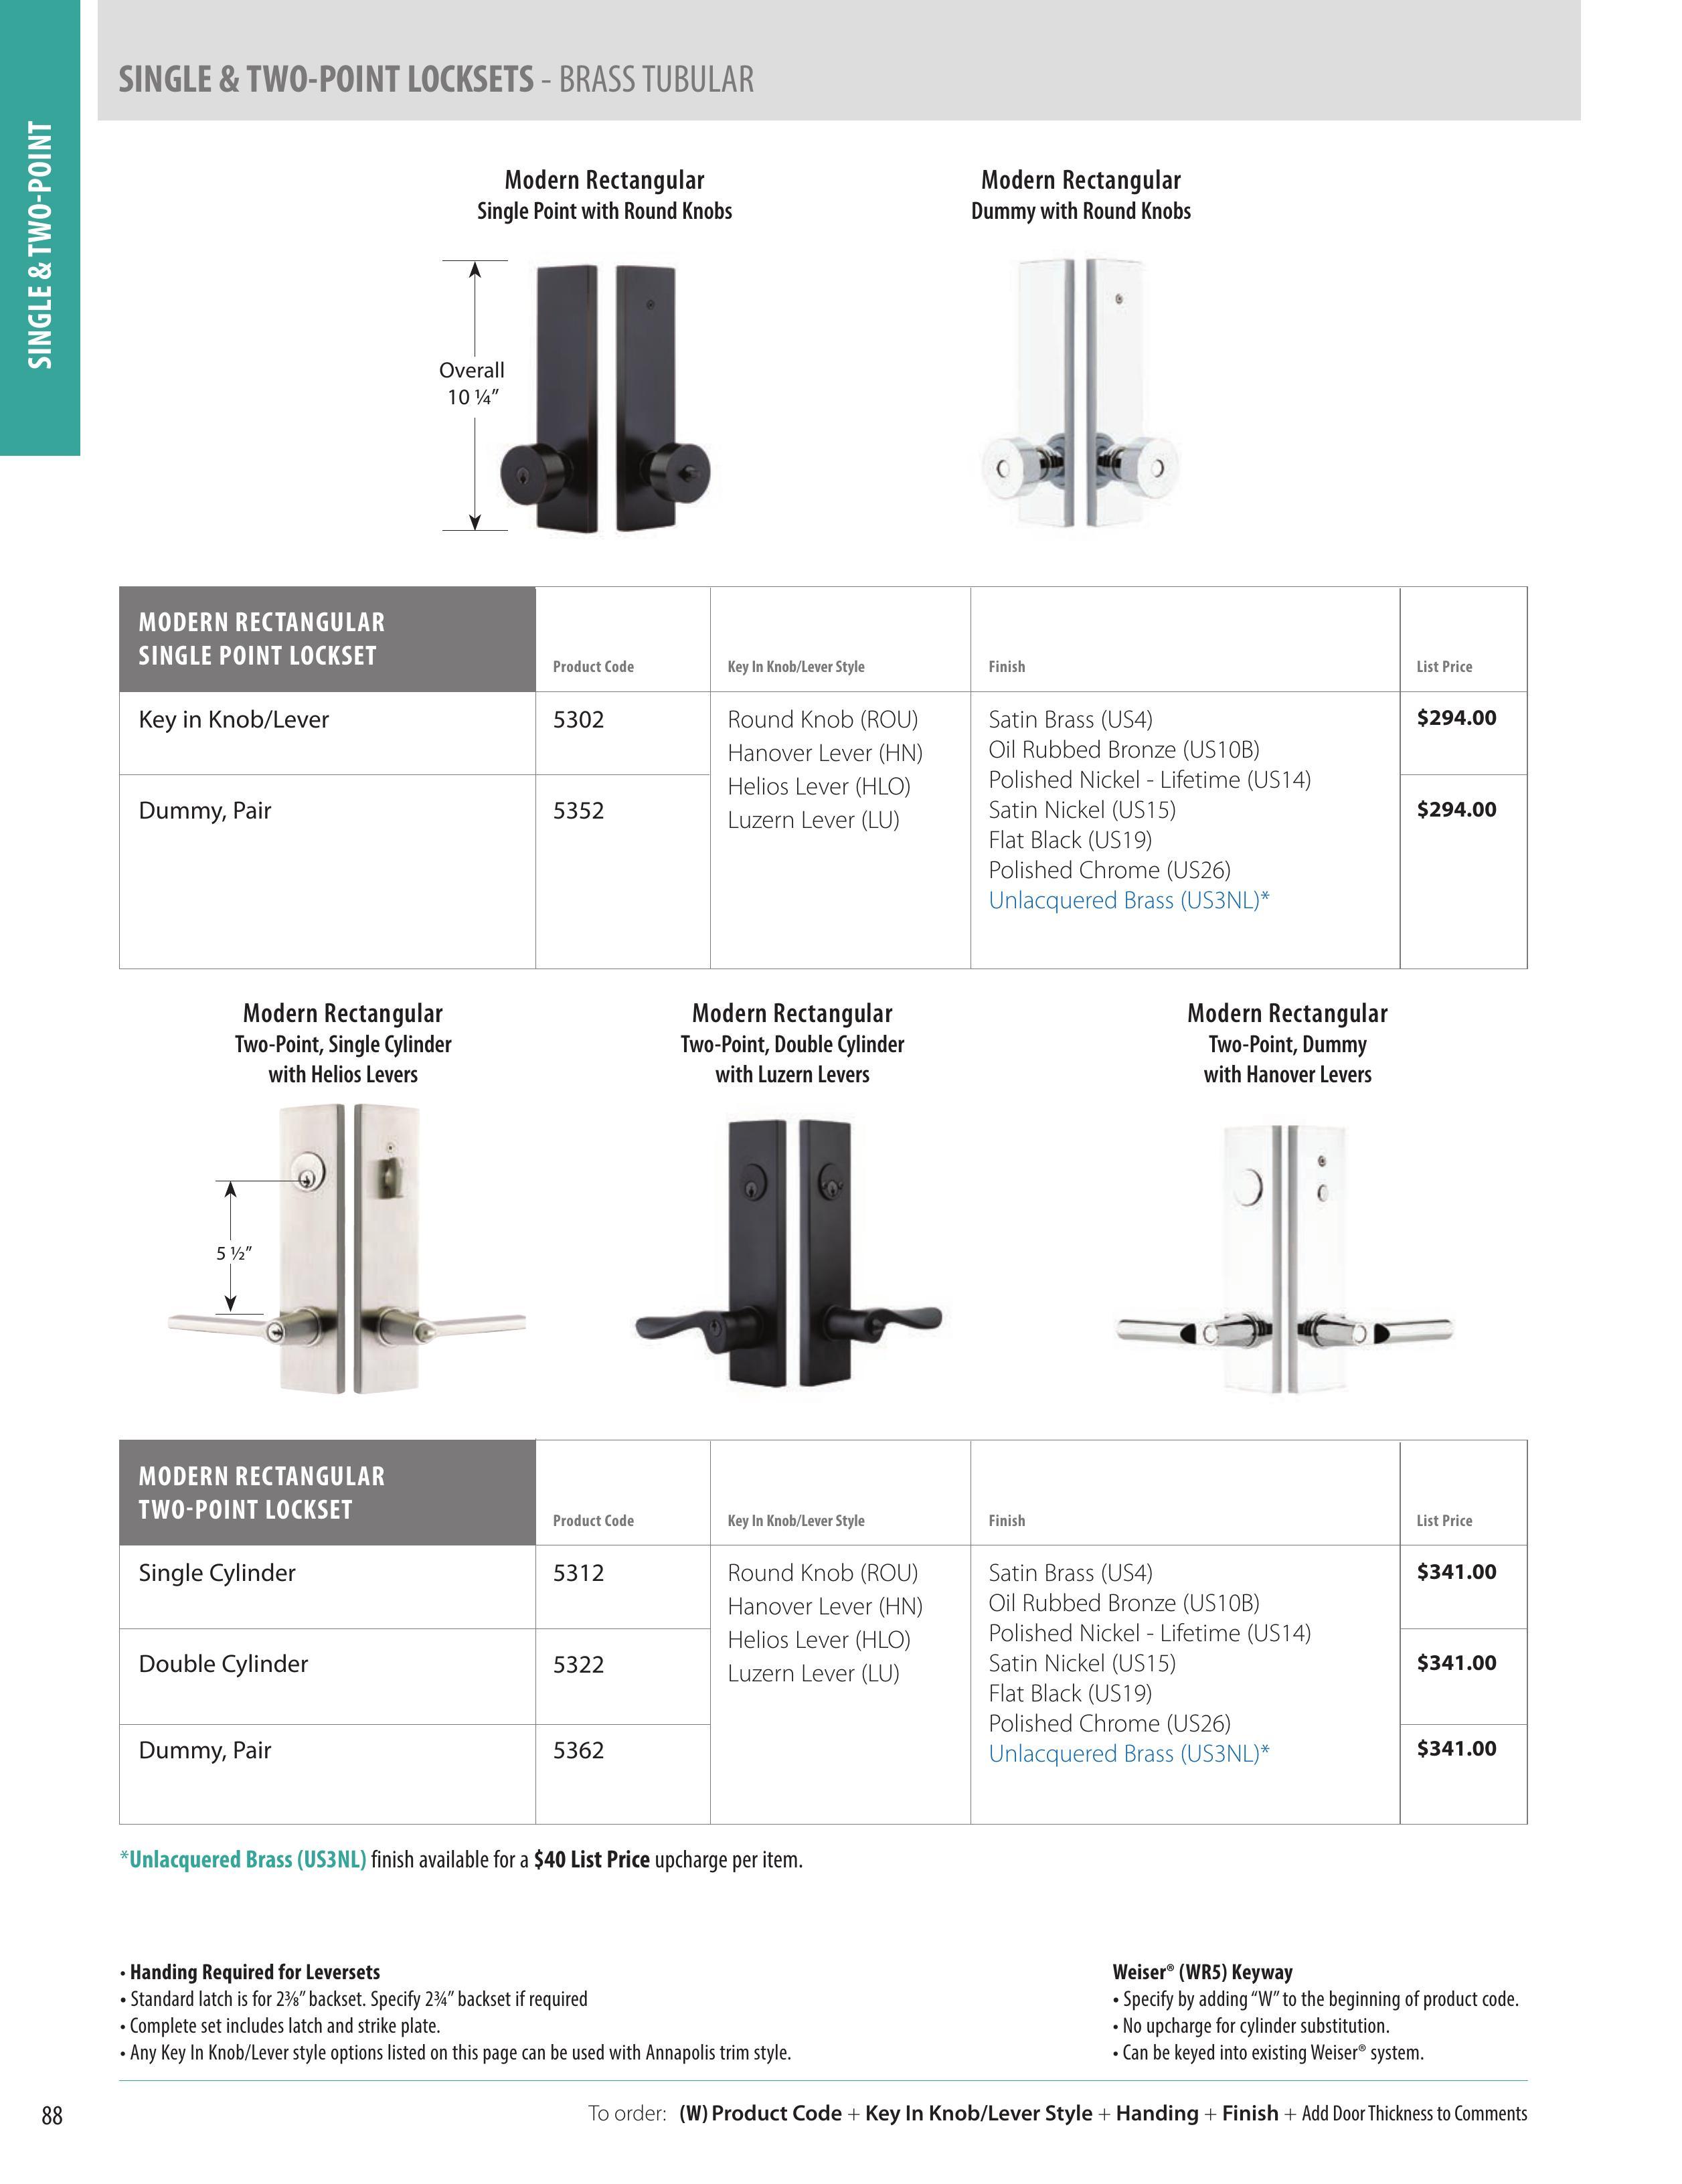 SINGLE & TWO-POINT LOCKSETS - BRASS TUBULAR
SINGLE & TWO-POINT
Modern Rectangular
Single Point with Round Knobs
Modern Rectangular
Dummy with Round Knobs
Overall
10 ¼”
MODERN RECTANGULAR
SINGLE POINT LOCKSET
Product Code
Key In Knob/Lever Style
Finish
List Price
Key in Knob/Lever
5302
Round Knob (ROU)
Hanover Lever (HN)
Helios Lever (HLO)
Luzern Lever (LU)
Satin Brass (US4)
Oil Rubbed Bronze (US10B)
Polished Nickel - Lifetime (US14)
Satin Nickel (US15)
Flat Black (US19)
Polished Chrome (US26)
Unlacquered Brass (US3NL)*
$294.00
Dummy, Pair
5352
$294.00
Modern Rectangular
Two-Point, Single Cylinder
with Helios Levers
Modern Rectangular
Two-Point, Double Cylinder
with Luzern Levers
Modern Rectangular
Two-Point, Dummy
with Hanover Levers
5 ½”
MODERN RECTANGULAR
TWO-POINT LOCKSET
Product Code
Key In Knob/Lever Style
Finish
List Price
Single Cylinder
5312
Round Knob (ROU)
Hanover Lever (HN)
Helios Lever (HLO)
Luzern Lever (LU)
Satin Brass (US4)
Oil Rubbed Bronze (US10B)
Polished Nickel - Lifetime (US14)
Satin Nickel (US15)
Flat Black (US19)
Polished Chrome (US26)
Unlacquered Brass (US3NL)*
$341.00
Double Cylinder
5322
$341.00
Dummy, Pair
5362
$341.00
*Unlacquered Brass (US3NL) finish available for a $40 List Price upcharge per item.
• Handing Required for Leversets
• Standard latch is for 2⅜” backset. Specify 2¾” backset if required
• Complete set includes latch and strike plate.
• Any Key In Knob/Lever style options listed on this page can be used with Annapolis trim style.
Weiser® (WR5) Keyway
• Specify by adding “W” to the beginning of product code.
• No upcharge for cylinder substitution.
• Can be keyed into existing Weiser® system.
88
To order: (W) Product Code + Key In Knob/Lever Style + Handing + Finish + Add Door Thickness to Comments